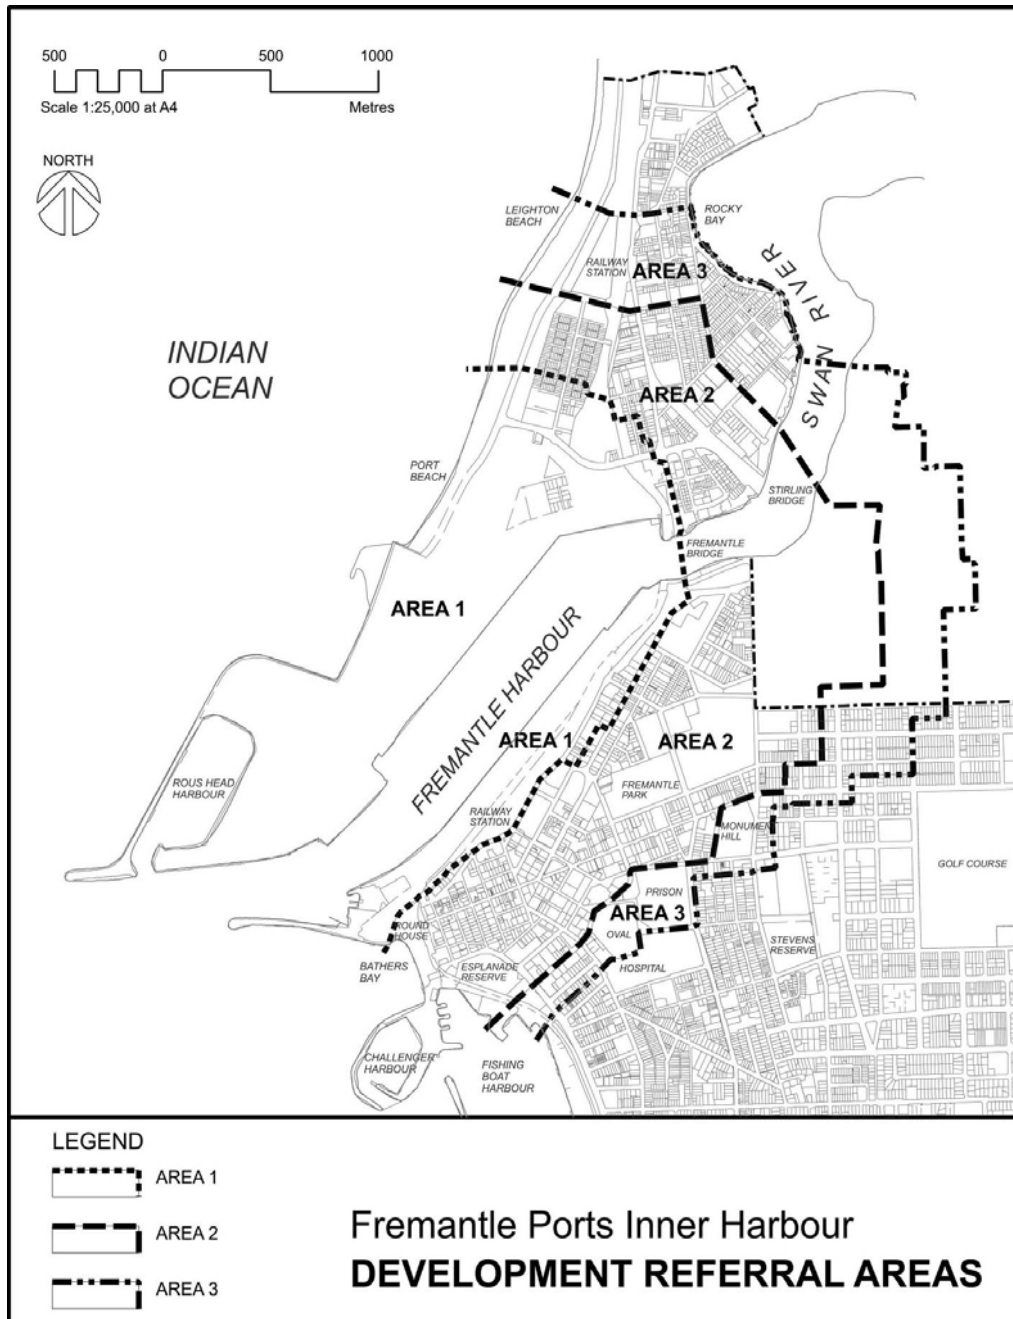 500 0 500 1000
Scale 1:25,000 at A4 Metres
NORTH
LEIGHTON
BEACH
ROCKY
BAY
RAILWAY
STATION
AREA 3
SWAN RIVER
INDIAN
OCEAN
AREA 2
PORT
BEACH
STIRLING
BRIDGE
FREMANTLE
BRIDGE
AREA 1
FREMANTLE HARBOUR
AREA 1
AREA 2
ROUS HEAD
HARBOUR
FREMANTLE
PARK
RAILWAY
STATION
MONUMEN
HILL
GOLF COURSE
PRISON
AREA 3
ROUND
HOUSE
OVAL
STEVENS
RESERVE
BATHERS
BAY
ESPLANADE
RESERVE
HOSPITAL
CHALLENGER
HARBOUR
FISHING
BOAT
HARBOUR
LEGEND
AREA 1
AREA 2
AREA 3
Fremantle Ports Inner Harbour
DEVELOPMENT REFERRAL AREAS